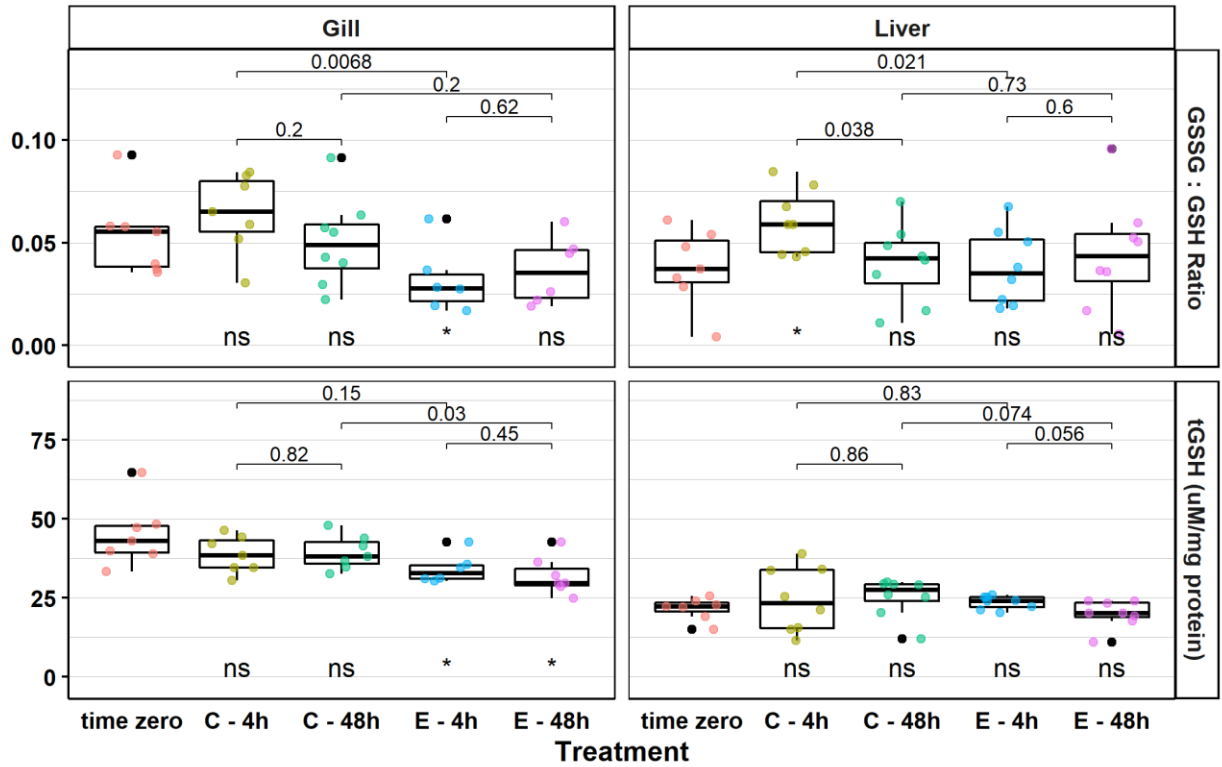 Gill
Liver
0.0068
0.2
0.62
0.2
0.021
0.73
0.6
0.038
0.10
0.05
0.00
ns ns * ns
* ns ns ns
GSSG : GSH Ratio
0.15
0.03
0.45
0.82
0.83
0.074
0.056
0.86
75
50
25
0
ns ns * *
ns ns ns ns
tGSH (uM/mg protein)
time zero C - 4h C - 48h E - 4h E - 48h
time zero C - 4h C - 48h E - 4h E - 48h
Treatment